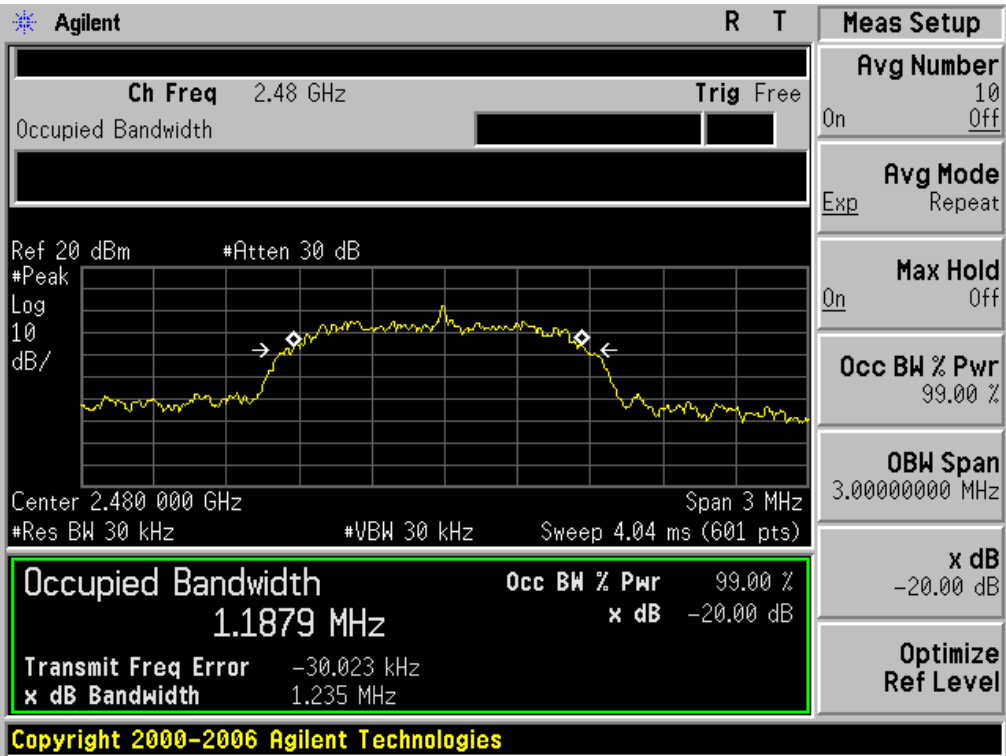 Agilent R T
Ch Freq 2.48 GHz Trig Free
Occupied Bandwidth
Ref 20 dBm #Atten 30 dB
#Peak
Log
10
dB/
Center 2.480 000 GHz Span 3 MHz
#Res BW 30 kHz #VBW 30 kHz Sweep 4.04 ms (601 pts)
Occupied Bandwidth Occ BW % Pwr 99.00 %
1.1879 MHz x dB -20.00 dB
Transmit Freq Error -30.023 kHz
x dB Bandwidth 1.235 MHz
Copyright 2000-2006 Agilent Technologies
Meas Setup
Avg Number
10
On Off
Avg Mode
Exp Repeat
Max Hold
On Off
Occ BW % Pwr
99.00 %
OBW Span
3.00000000 MHz
x dB
-20.00 dB
Optimize
Ref Level